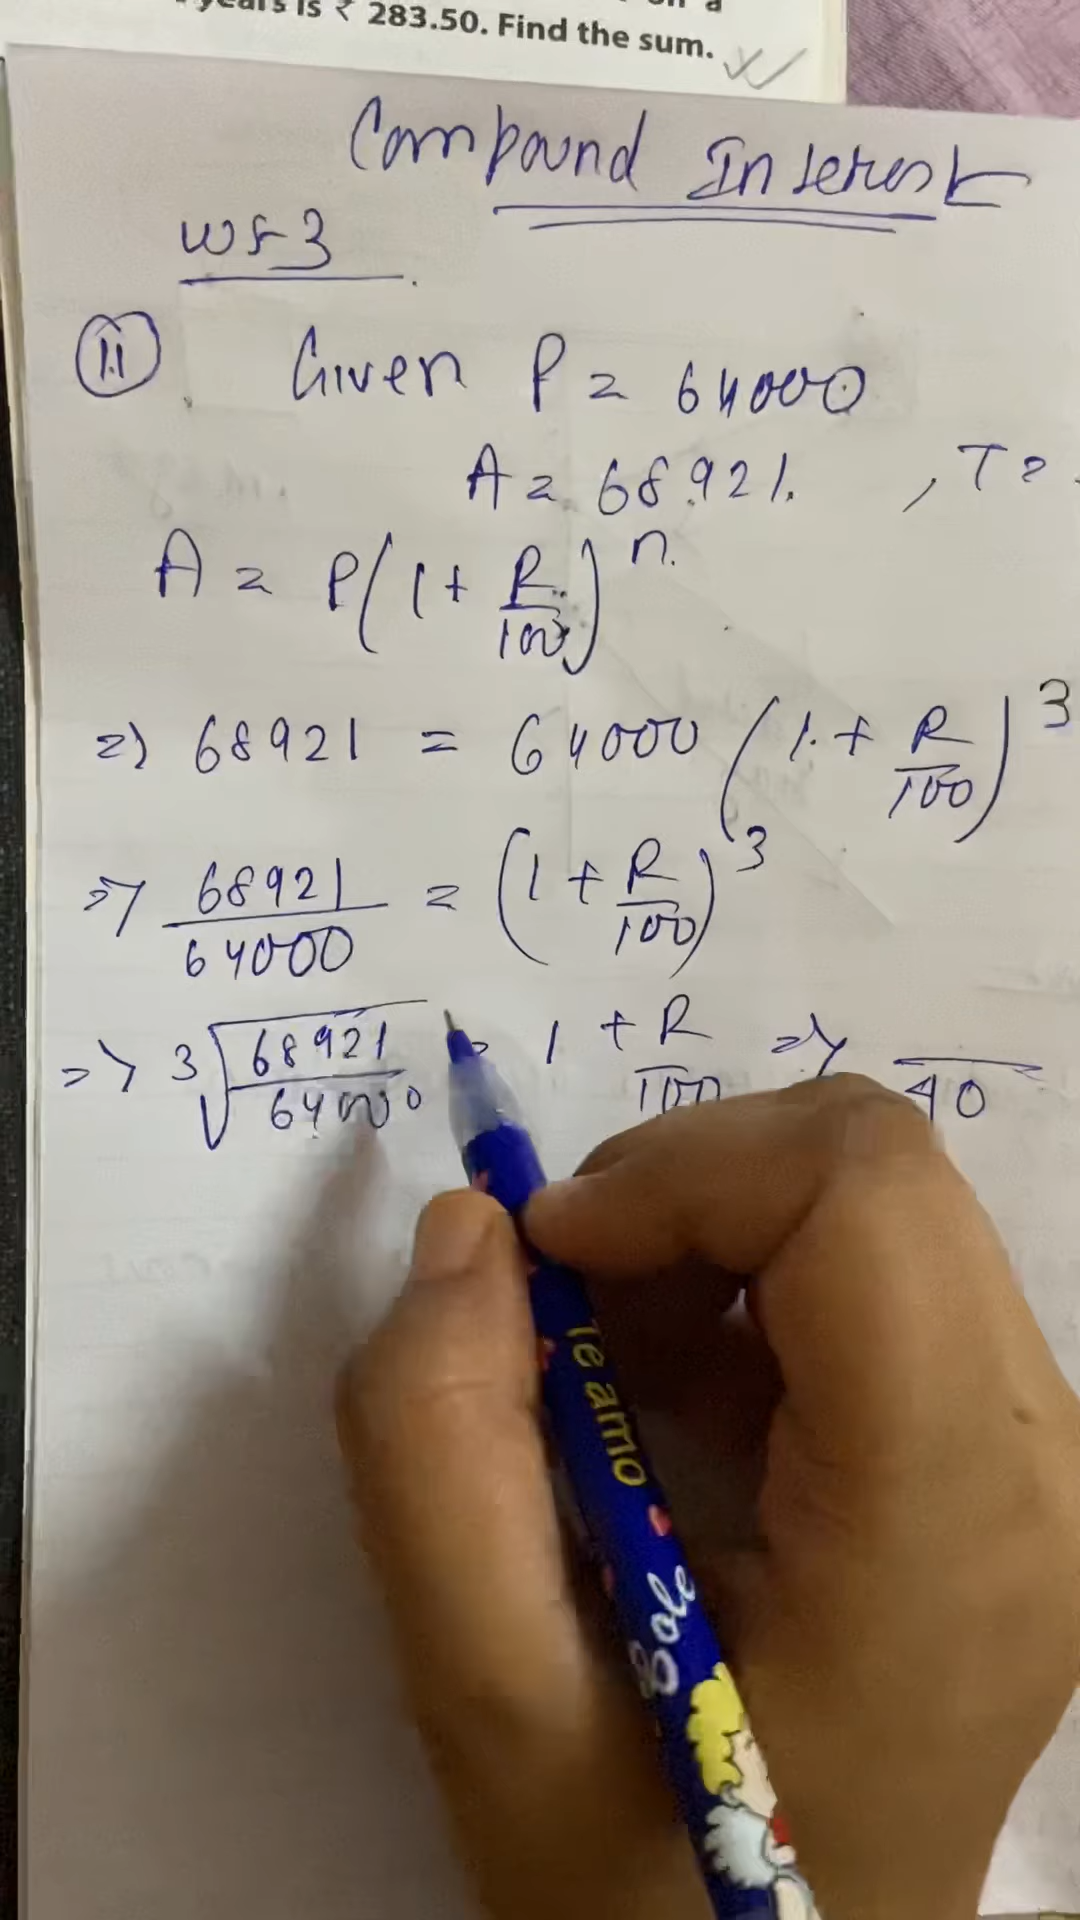 years is ₹ 283.50. Find the sum.
Compound Interest
WS-3
11 Given P = 64000
A = 68921. , T =
A = P(1 + R/100)^n.
=> 68921 = 64000 (1 + R/100)^3
=> 68921/64000 = (1 + R/100)^3
=> 3√68921/64000 = 1 + R/100 => /40
Te amo